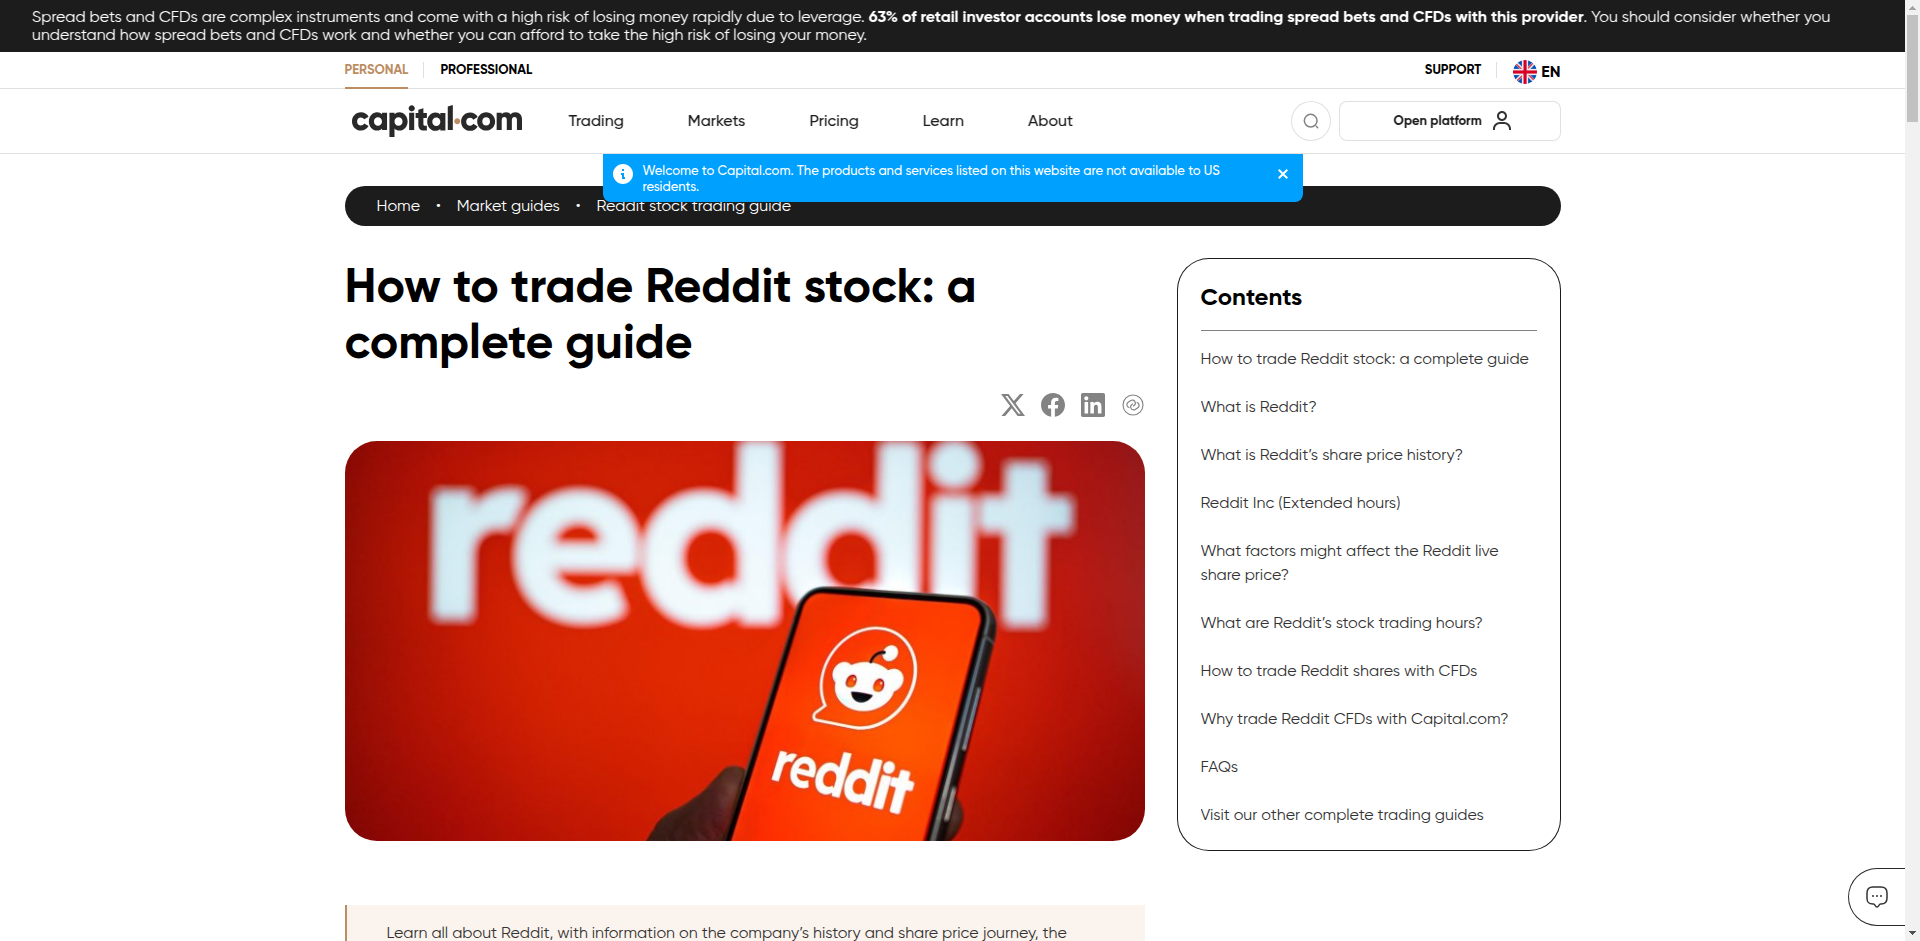 Spread bets and CFDs are complex instruments and come with a high risk of losing money rapidly due to leverage. 63% of retail investor accounts lose money when trading spread bets and CFDs with this provider. You should consider whether you
understand how spread bets and CFDs work and whether you can afford to take the high risk of losing your money.
PERSONAL
PROFESSIONAL
SUPPORT
EN
capital.com
Trading
Markets
Pricing
Learn
About
Open platform
Welcome to Capital.com. The products and services listed on this website are not available to US
residents.
Home • Market guides • Reddit stock trading guide
How to trade Reddit stock: a
complete guide
reddit
reddit
Contents
How to trade Reddit stock: a complete guide
What is Reddit?
What is Reddit’s share price history?
Reddit Inc (Extended hours)
What factors might affect the Reddit live
share price?
What are Reddit’s stock trading hours?
How to trade Reddit shares with CFDs
Why trade Reddit CFDs with Capital.com?
FAQs
Visit our other complete trading guides
Learn all about Reddit, with information on the company’s history and share price journey, the